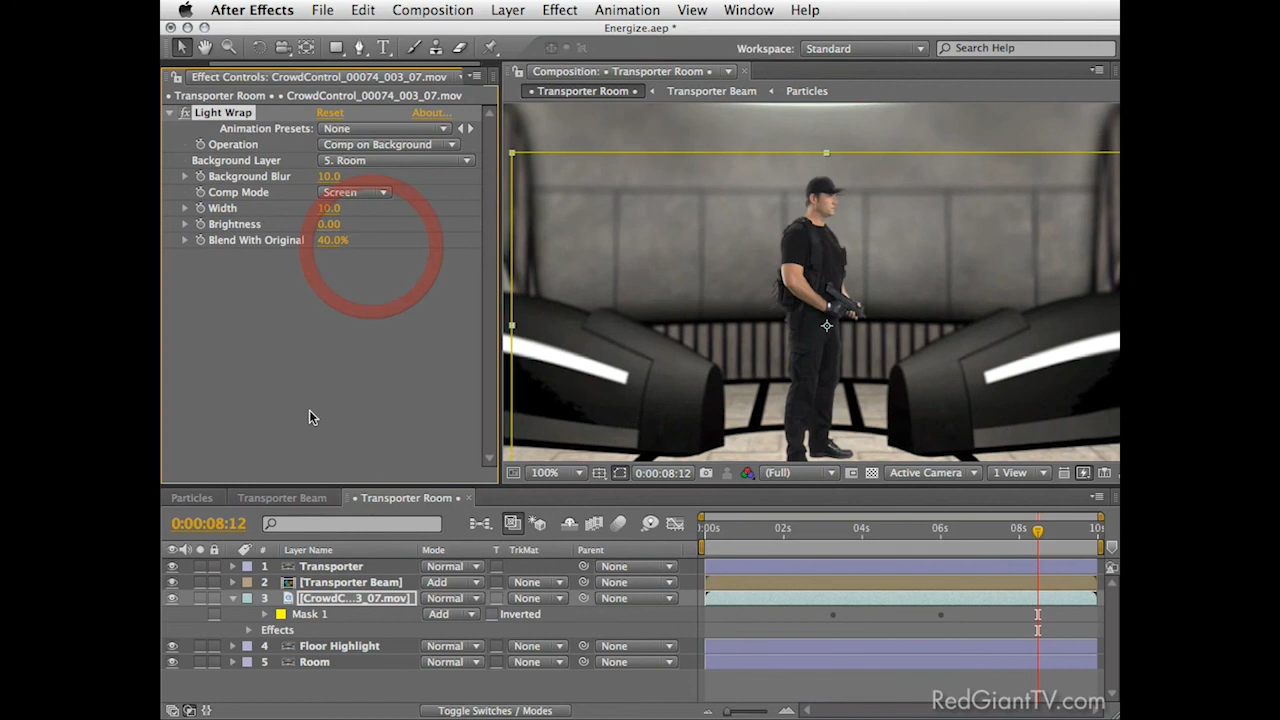 After Effects File Edit Composition Layer Effect Animation View Window Help
Energize.aep *
Workspace: Standard Search Help
Effect Controls: CrowdControl_00074_003_07.mov
Composition: • Transporter Room •
• Transporter Room • • CrowdControl_00074_003_07.mov
• Transporter Room • Transporter Beam Particles
Light Wrap Reset About...
Animation Presets: None
Operation Comp on Background
Background Layer 5. Room
Background Blur 10.0
Comp Mode Screen
Width 10.0
Brightness 0.00
Blend With Original 40.0%
100% 0:00:08:12 (Full) Active Camera 1 View
Particles Transporter Beam • Transporter Room •
0:00:08:12 :00s 02s 04s 06s 08s 10s
# Layer Name Mode T TrkMat Parent
1 Transporter Normal None
2 [Transporter Beam] Add None None
3 [CrowdC...3_07.mov] Normal None None
Mask 1 Add Inverted
Effects
4 Floor Highlight Normal None None
5 Room Normal None None
Toggle Switches / Modes
RedGiantTV.com